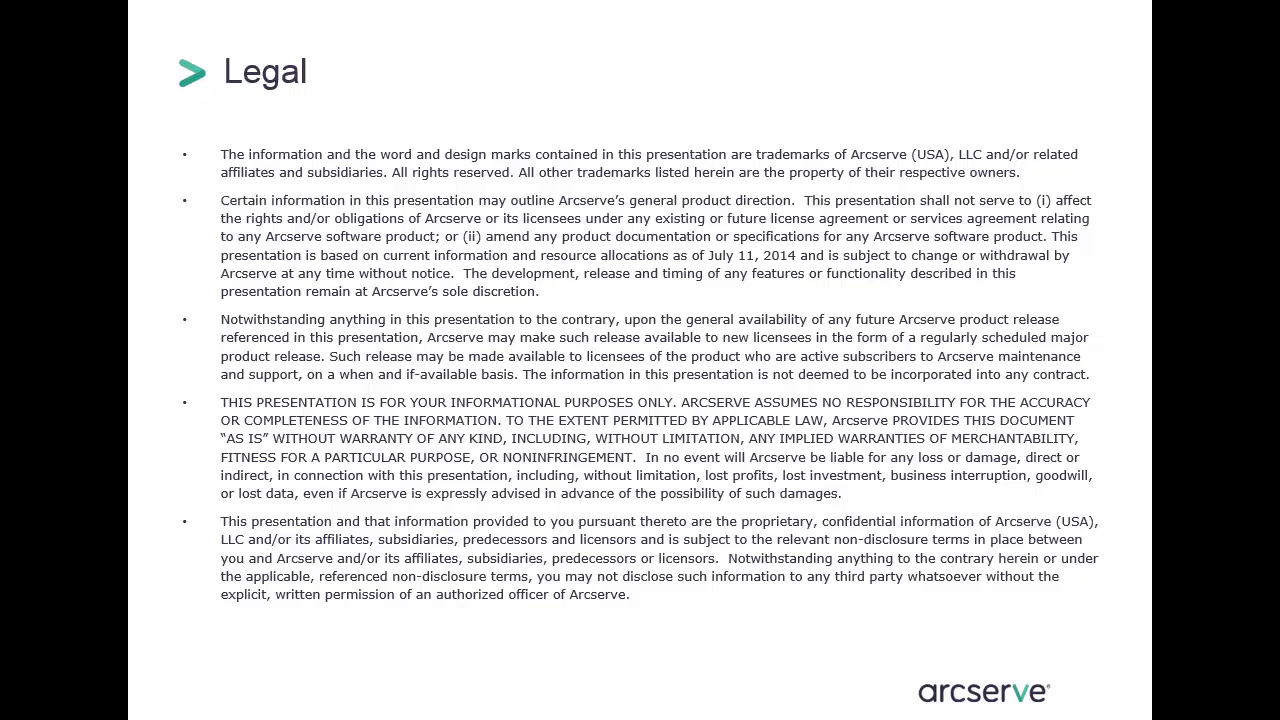 Legal
• The information and the word and design marks contained in this presentation are trademarks of Arcserve (USA), LLC and/or related
affiliates and subsidiaries. All rights reserved. All other trademarks listed herein are the property of their respective owners.
• Certain information in this presentation may outline Arcserve’s general product direction.  This presentation shall not serve to (i) affect
the rights and/or obligations of Arcserve or its licensees under any existing or future license agreement or services agreement relating
to any Arcserve software product; or (ii) amend any product documentation or specifications for any Arcserve software product. This
presentation is based on current information and resource allocations as of July 11, 2014 and is subject to change or withdrawal by
Arcserve at any time without notice.  The development, release and timing of any features or functionality described in this
presentation remain at Arcserve’s sole discretion.
• Notwithstanding anything in this presentation to the contrary, upon the general availability of any future Arcserve product release
referenced in this presentation, Arcserve may make such release available to new licensees in the form of a regularly scheduled major
product release. Such release may be made available to licensees of the product who are active subscribers to Arcserve maintenance
and support, on a when and if-available basis. The information in this presentation is not deemed to be incorporated into any contract.
• THIS PRESENTATION IS FOR YOUR INFORMATIONAL PURPOSES ONLY. ARCSERVE ASSUMES NO RESPONSIBILITY FOR THE ACCURACY
OR COMPLETENESS OF THE INFORMATION. TO THE EXTENT PERMITTED BY APPLICABLE LAW, Arcserve PROVIDES THIS DOCUMENT
“AS IS” WITHOUT WARRANTY OF ANY KIND, INCLUDING, WITHOUT LIMITATION, ANY IMPLIED WARRANTIES OF MERCHANTABILITY,
FITNESS FOR A PARTICULAR PURPOSE, OR NONINFRINGEMENT.  In no event will Arcserve be liable for any loss or damage, direct or
indirect, in connection with this presentation, including, without limitation, lost profits, lost investment, business interruption, goodwill,
or lost data, even if Arcserve is expressly advised in advance of the possibility of such damages.
• This presentation and that information provided to you pursuant thereto are the proprietary, confidential information of Arcserve (USA),
LLC and/or its affiliates, subsidiaries, predecessors and licensors and is subject to the relevant non-disclosure terms in place between
you and Arcserve and/or its affiliates, subsidiaries, predecessors or licensors.  Notwithstanding anything to the contrary herein or under
the applicable, referenced non-disclosure terms, you may not disclose such information to any third party whatsoever without the
explicit, written permission of an authorized officer of Arcserve.
arcserve®